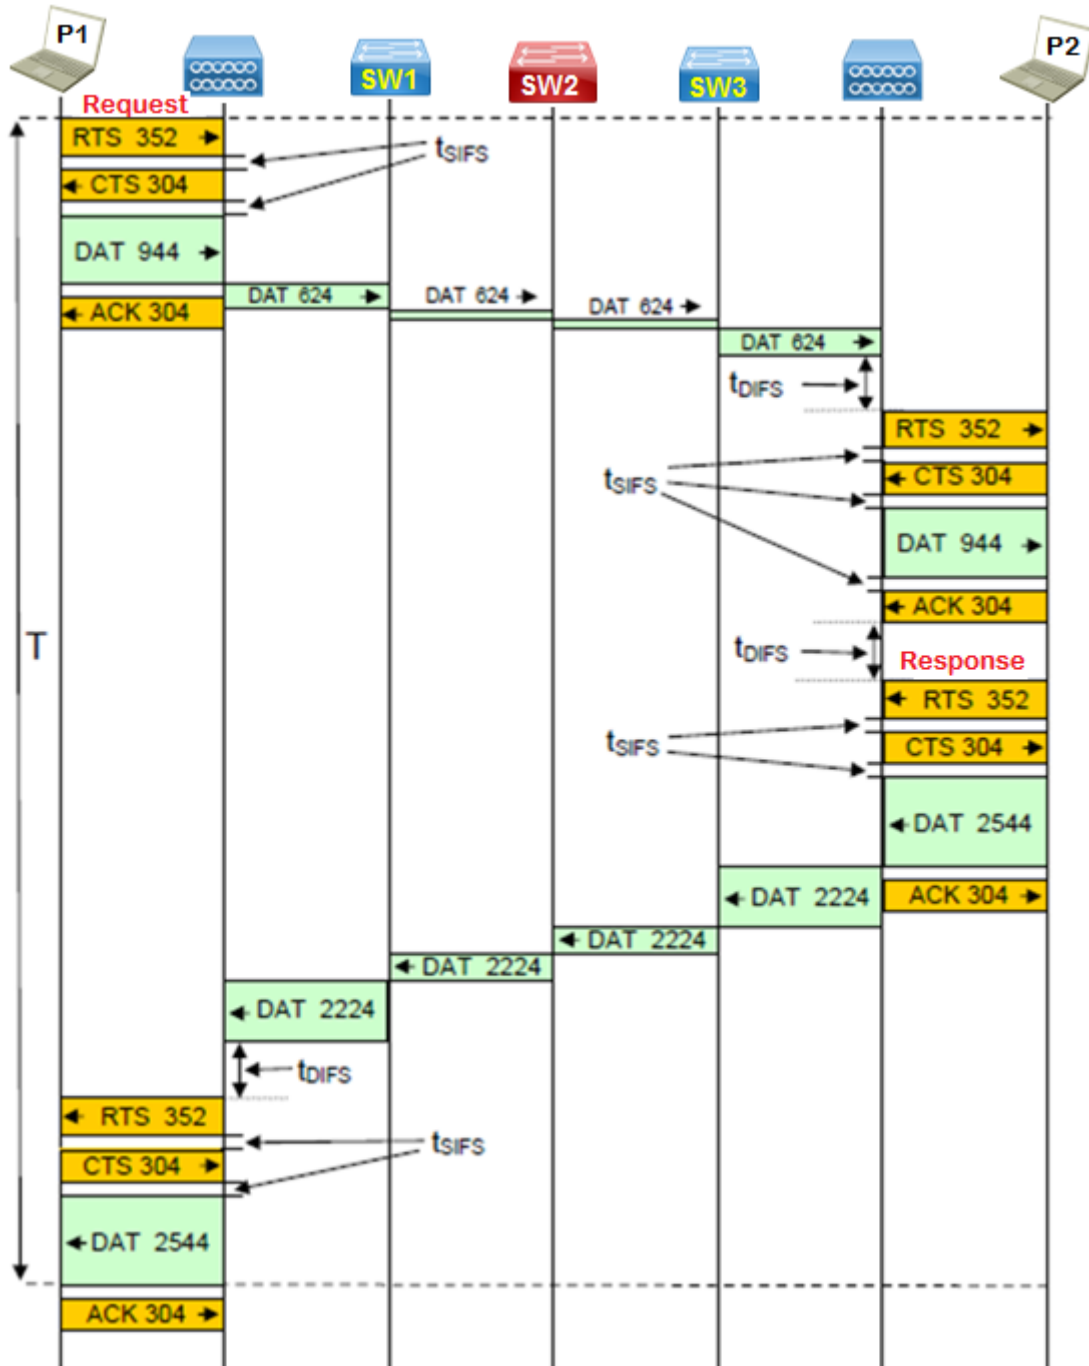 P1
P2
SW1
SW2
SW3
Request
RTS 352
tSIFS
CTS 304
DAT 944
DAT 624
DAT 624
DAT 624
ACK 304
DAT 624
tDIFS
RTS 352
tSIFS
CTS 304
DAT 944
ACK 304
T
tDIFS
Response
RTS 352
tSIFS
CTS 304
DAT 2544
DAT 2224
ACK 304
DAT 2224
DAT 2224
DAT 2224
tDIFS
RTS 352
tSIFS
CTS 304
DAT 2544
ACK 304